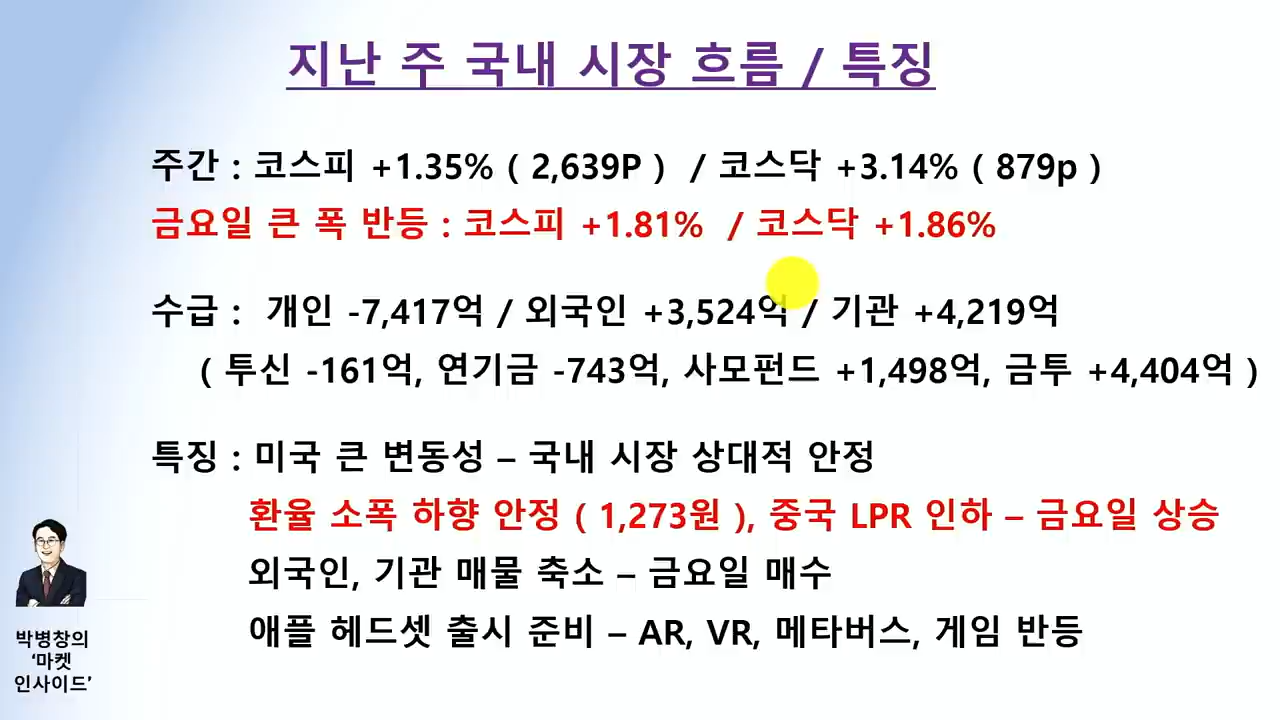 지난 주 국내 시장 흐름 / 특징
주간 : 코스피 +1.35% ( 2,639P ) / 코스닥 +3.14% ( 879p )
금요일 큰 폭 반등 : 코스피 +1.81% / 코스닥 +1.86%
수급 : 개인 -7,417억 / 외국인 +3,524억 / 기관 +4,219억
( 투신 -161억, 연기금 -743억, 사모펀드 +1,498억, 금투 +4,404억 )
특징 : 미국 큰 변동성 – 국내 시장 상대적 안정
환율 소폭 하향 안정 ( 1,273원 ), 중국 LPR 인하 – 금요일 상승
외국인, 기관 매물 축소 – 금요일 매수
애플 헤드셋 출시 준비 – AR, VR, 메타버스, 게임 반등
박병창의
‘마켓
인사이드’